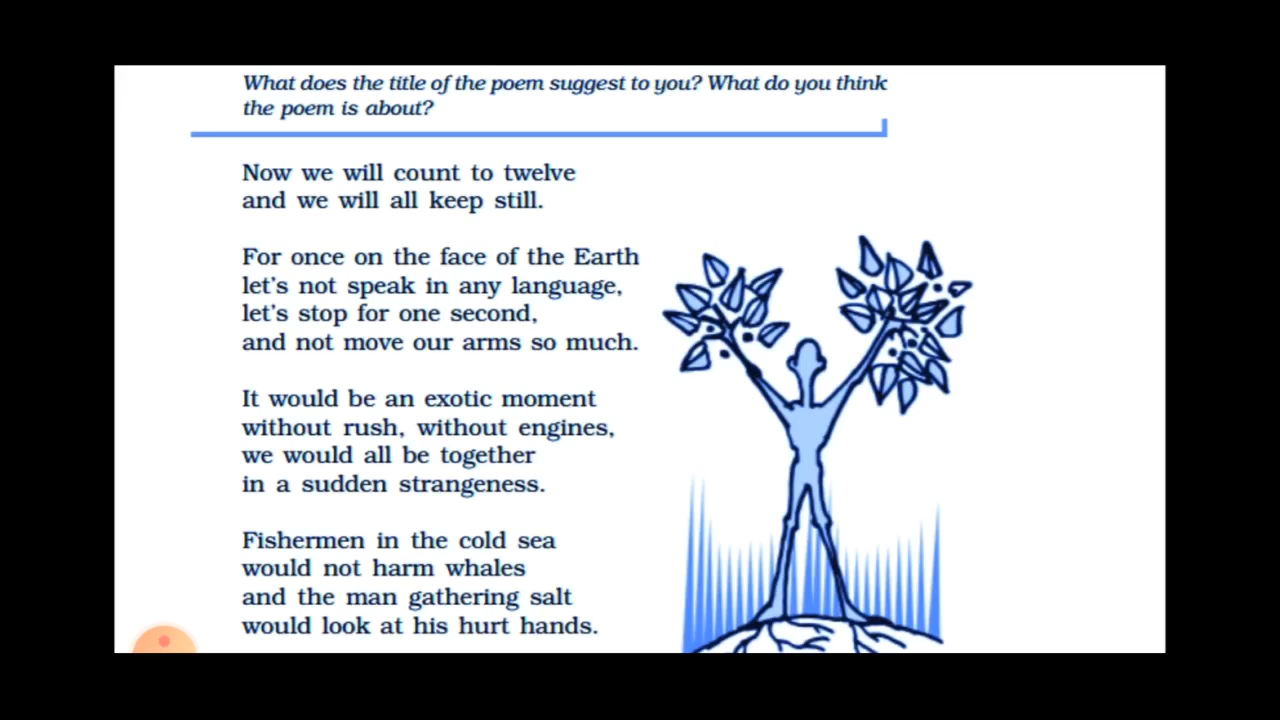 What does the title of the poem suggest to you? What do you think
the poem is about?
Now we will count to twelve
and we will all keep still.
For once on the face of the Earth
let's not speak in any language,
let's stop for one second,
and not move our arms so much.
It would be an exotic moment
without rush, without engines,
we would all be together
in a sudden strangeness.
Fishermen in the cold sea
would not harm whales
and the man gathering salt
would look at his hurt hands.